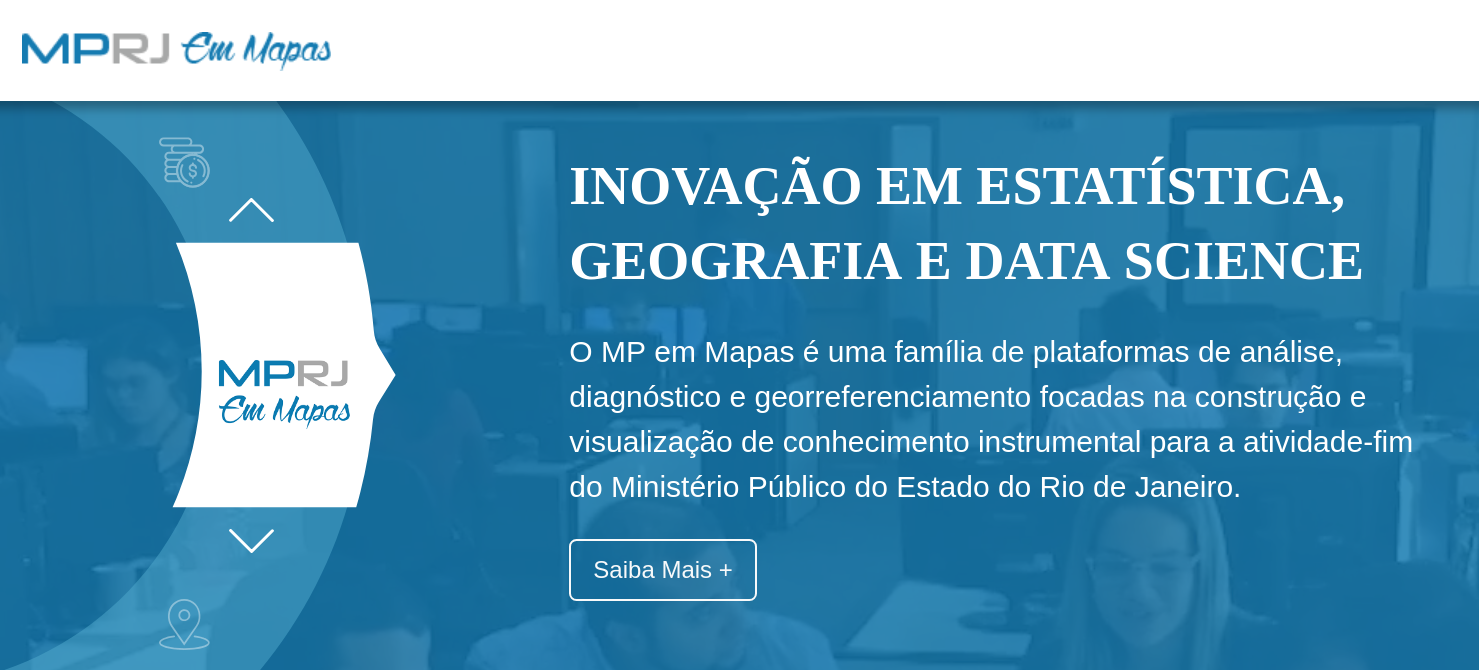 MPRJ Em Mapas
INOVAÇÃO EM ESTATÍSTICA,
GEOGRAFIA E DATA SCIENCE
MPRJ
Em Mapas
O MP em Mapas é uma família de plataformas de análise,
diagnóstico e georreferenciamento focadas na construção e
visualização de conhecimento instrumental para a atividade-fim
do Ministério Público do Estado do Rio de Janeiro.
Saiba Mais +